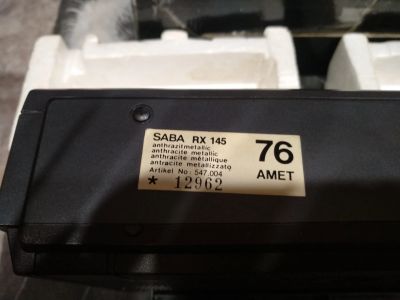 SABA RX 145
anthrazitmetallic
anthracite metallic
anthracite métallique
antracite metallizzato
Artikel No: 547.004
* 12962
76
AMET